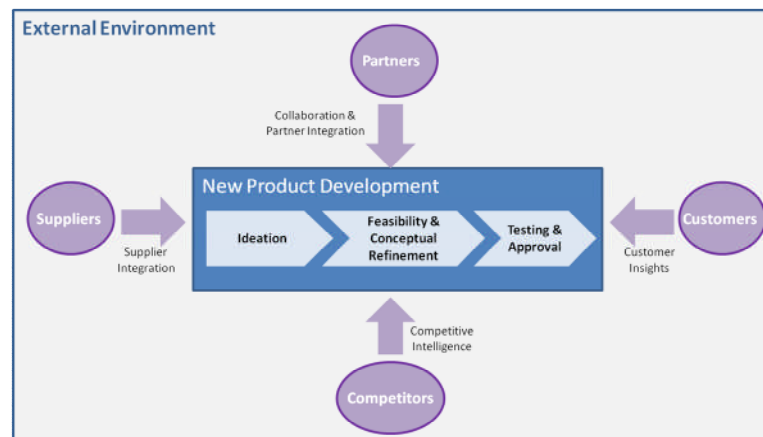 External Environment
Partners
Collaboration &
Partner Integration
New Product Development
Suppliers
Supplier
Integration
Ideation
Feasibility &
Conceptual
Refinement
Testing &
Approval
Customers
Customer
Insights
Competitive
Intelligence
Competitors